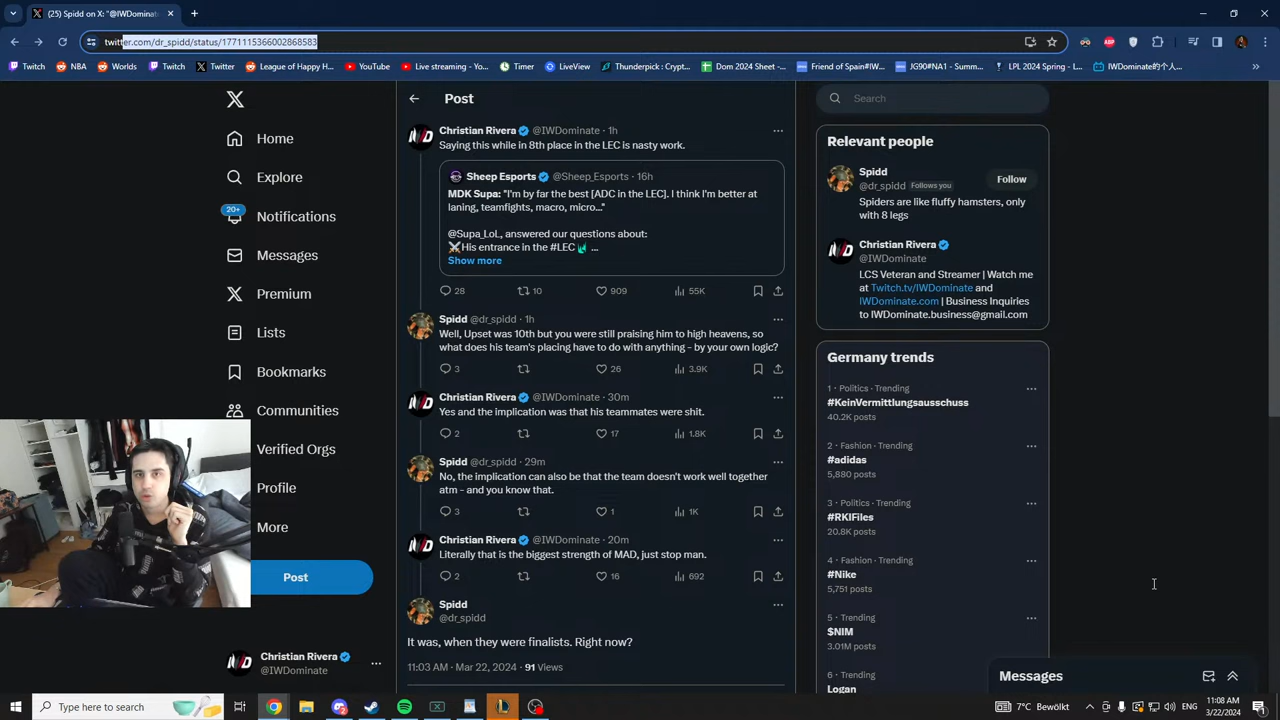 (25) Spidd on X: "@IWDominat
twitter.com/dr_spidd/status/1771115366002868583
Twitch
NBA
Worlds
Twitch
Twitter
League of Happy H...
YouTube
Live streaming - Yo...
Timer
LiveView
Thunderpick : Crypt...
Dom 2024 Sheet -...
Friend of Spain#IW...
JG90#NA1 - Summ...
LPL 2024 Spring - L...
IWDominate的个人...
Home
Explore
20+
Notifications
Messages
Premium
Lists
Bookmarks
Communities
Verified Orgs
Profile
More
Post
Christian Rivera
@IWDominate
Post
Christian Rivera @IWDominate · 1h
Saying this while in 8th place in the LEC is nasty work.
Sheep Esports @Sheep_Esports · 16h
MDK Supa: "I'm by far the best [ADC in the LEC]. I think I'm better at
laning, teamfights, macro, micro..."
@Supa_LoL, answered our questions about:
⚔️His entrance in the #LEC ...
Show more
28 10 909 55K
Spidd @dr_spidd · 1h
Well, Upset was 10th but you were still praising him to high heavens, so
what does his team's placing have to do with anything - by your own logic?
3 26 3.9K
Christian Rivera @IWDominate · 30m
Yes and the implication was that his teammates were shit.
2 17 1.8K
Spidd @dr_spidd · 29m
No, the implication can also be that the team doesn't work well together
atm - and you know that.
3 1 1K
Christian Rivera @IWDominate · 20m
Literally that is the biggest strength of MAD, just stop man.
2 16 692
Spidd
@dr_spidd
It was, when they were finalists. Right now?
11:03 AM · Mar 22, 2024 · 91 Views
Search
Relevant people
Spidd
@dr_spidd Follows you
Follow
Spiders are like fluffy hamsters, only
with 8 legs
Christian Rivera
@IWDominate
LCS Veteran and Streamer | Watch me
at Twitch.tv/IWDominate and
IWDominate.com | Business Inquiries
to IWDominate.business@gmail.com
Germany trends
1 · Politics · Trending
#KeinVermittlungsausschuss
40.2K posts
2 · Fashion · Trending
#adidas
5,880 posts
3 · Politics · Trending
#RKIFiles
20.8K posts
4 · Fashion · Trending
#Nike
5,751 posts
5 · Trending
$NIM
3.01M posts
6 · Trending
Logan
Messages
Type here to search
7°C Bewölkt
ENG
11:08 AM
3/22/2024